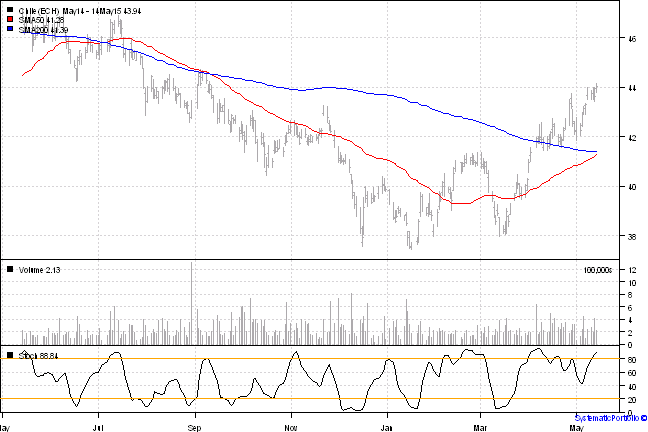 Chile (ECH) May14 - 14May15 43.94
SMA50 41.28
SMA200 41.39
46
44
42
40
38
Volume 2.13
100,000s
12
10
8
6
4
2
0
Stoch 88.84
80
60
40
20
0
May Jul Sep Nov Jan Mar May
SystematicPortfolio ©